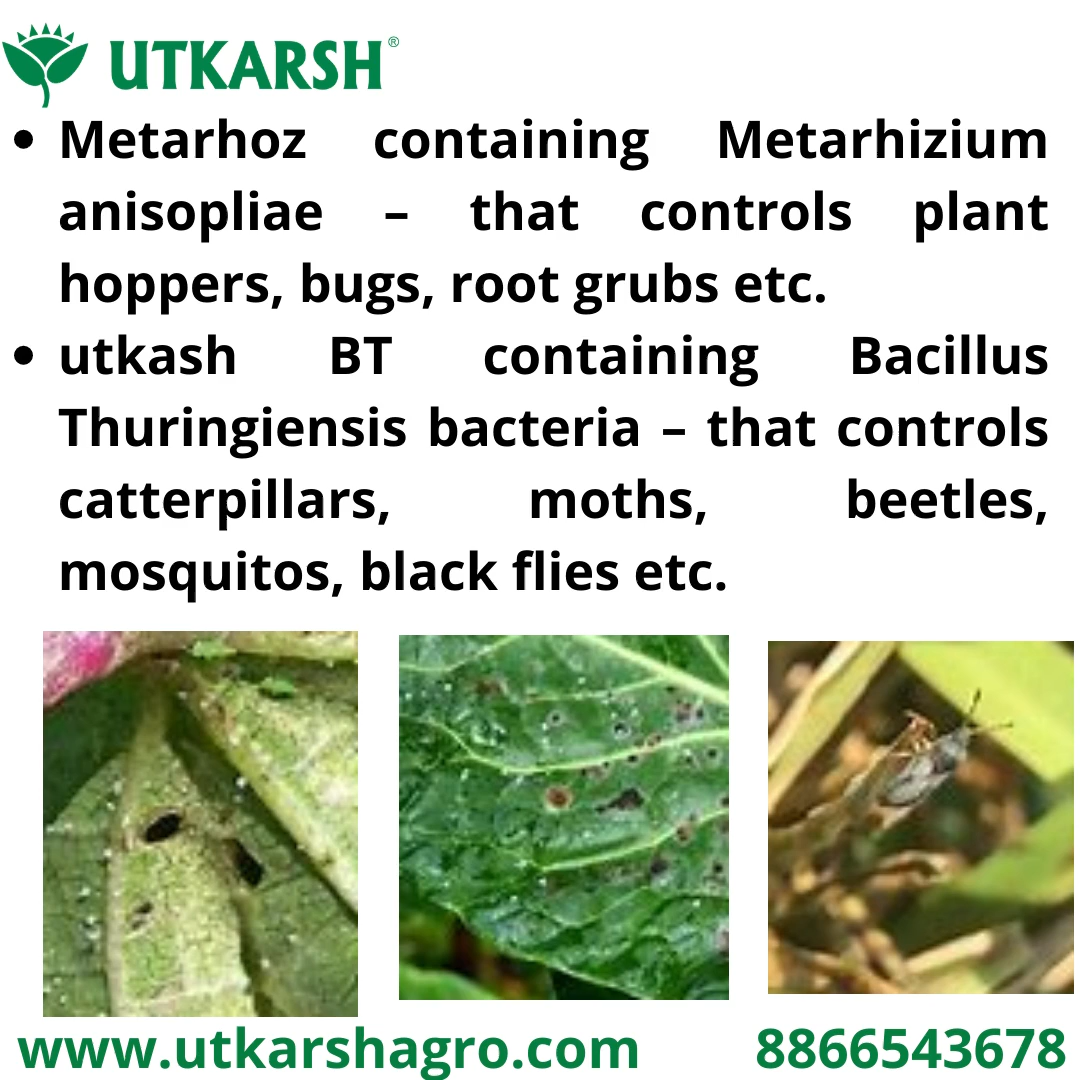 UTKARSH®
• Metarhoz containing Metarhizium
anisopliae – that controls plant
hoppers, bugs, root grubs etc.
• utkash BT containing Bacillus
Thuringiensis bacteria – that controls
catterpillars, moths, beetles,
mosquitos, black flies etc.
www.utkarshagro.com 8866543678